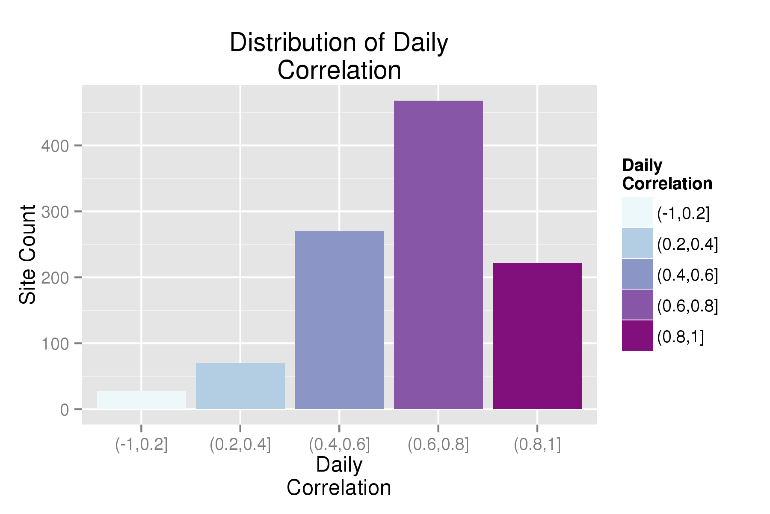 Distribution of Daily
Correlation
Site Count
400
300
200
100
0
(-1,0.2]
(0.2,0.4]
(0.4,0.6]
(0.6,0.8]
(0.8,1]
Daily
Correlation
Daily
Correlation
(-1,0.2]
(0.2,0.4]
(0.4,0.6]
(0.6,0.8]
(0.8,1]